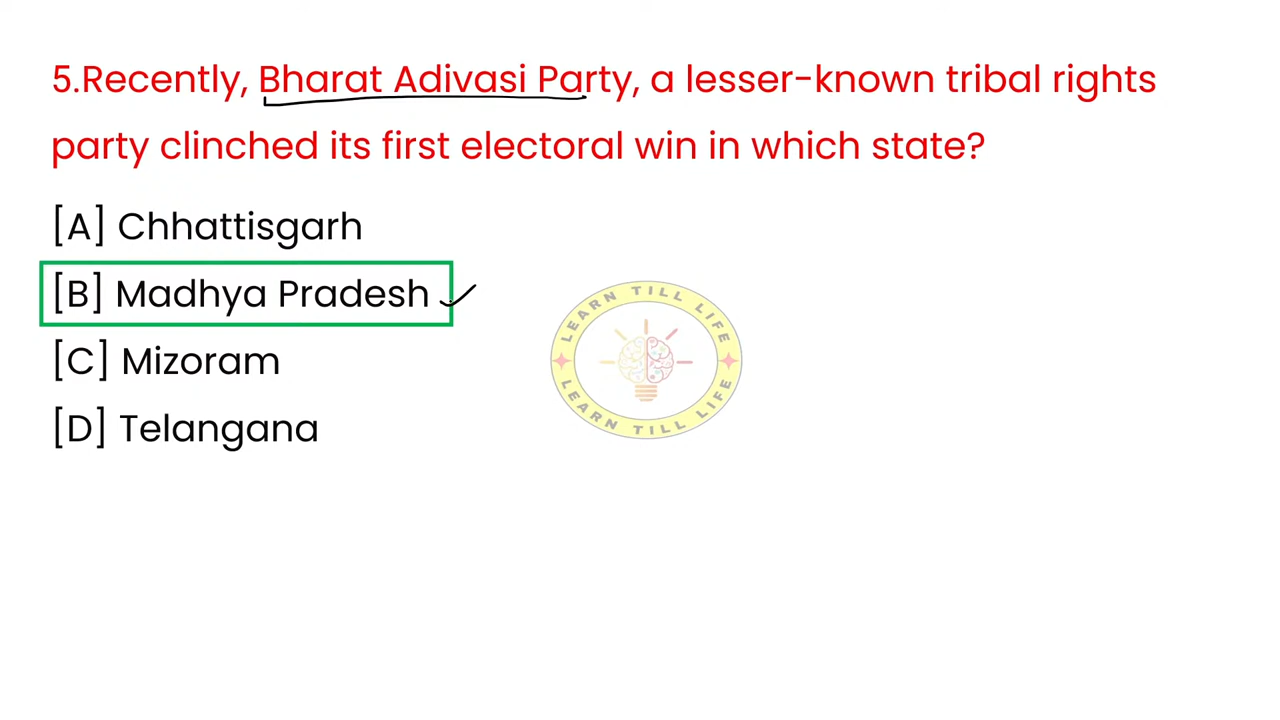 5.Recently, Bharat Adivasi Party, a lesser-known tribal rights
party clinched its first electoral win in which state?
[A] Chhattisgarh
[B] Madhya Pradesh
[C] Mizoram
[D] Telangana
LEARN TILL LIFE
LEARN TILL LIFE